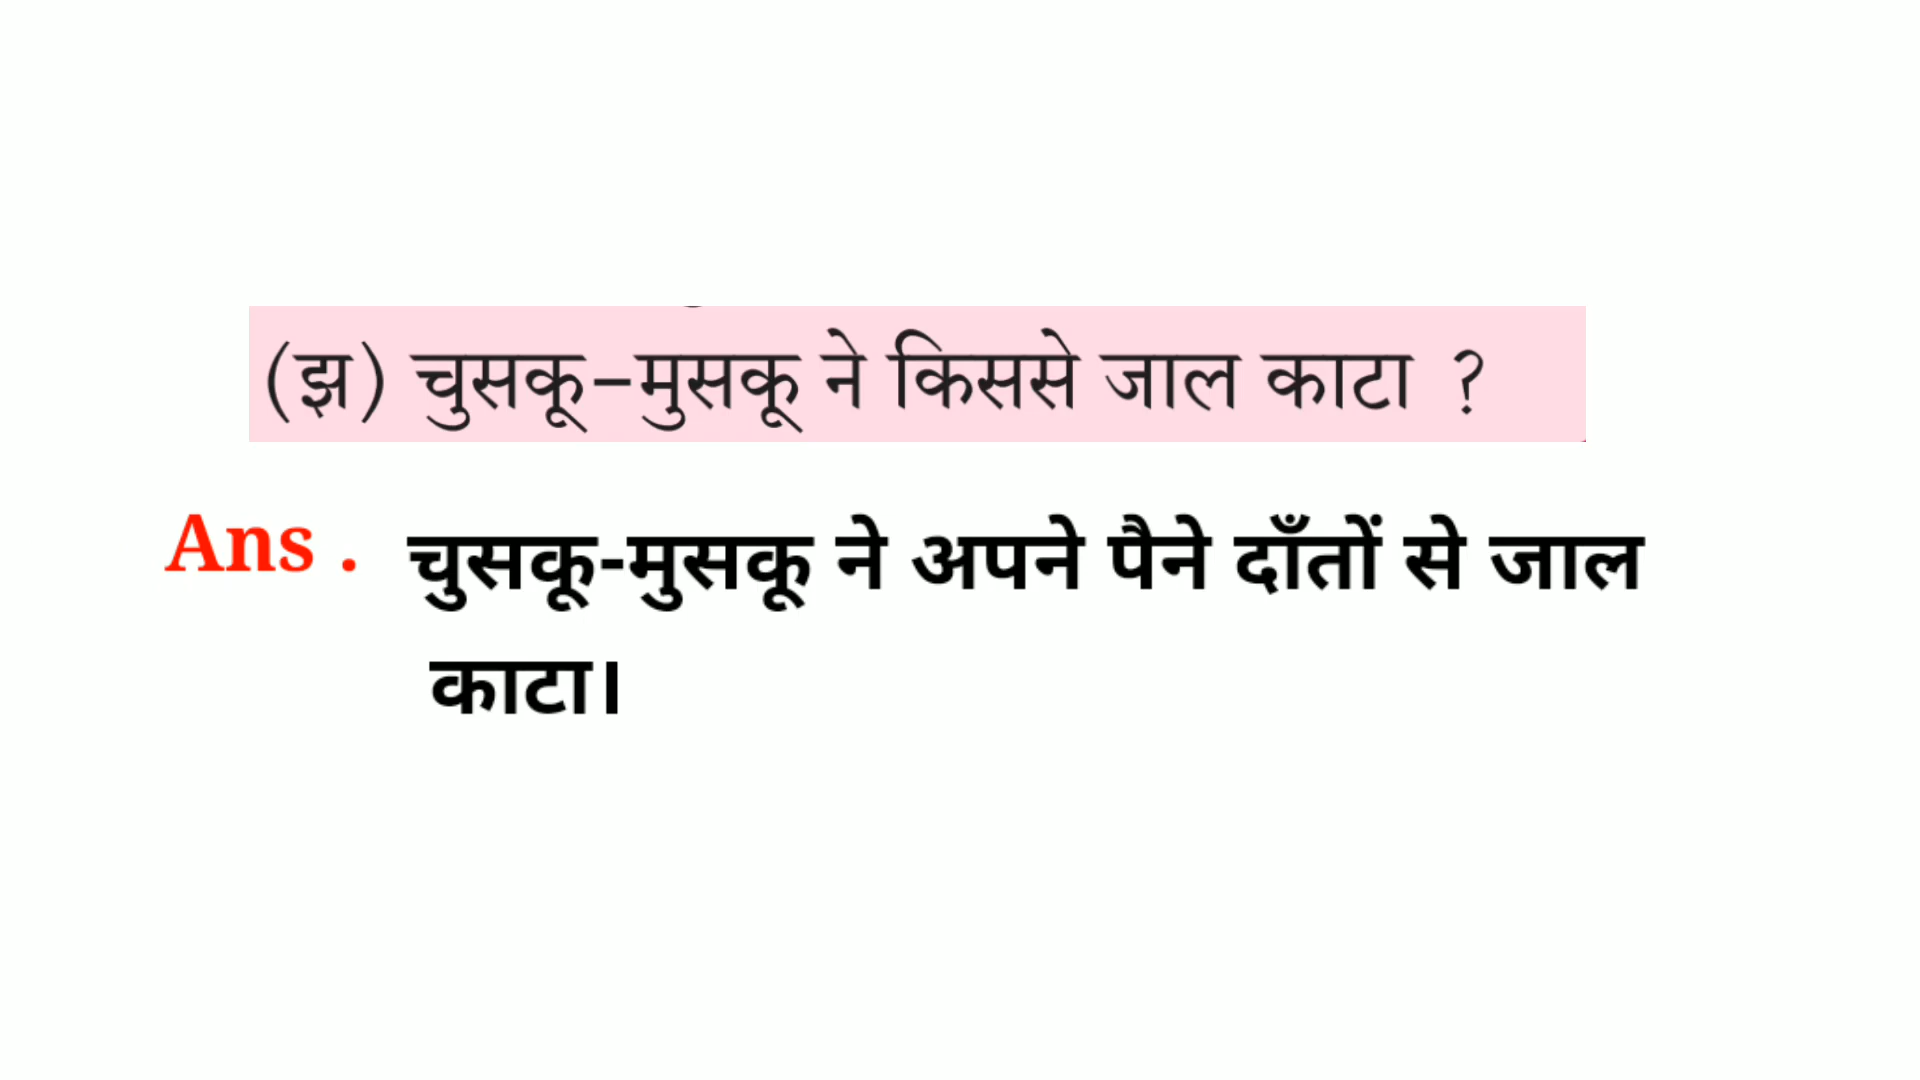 (झ) चुसकू-मुसकू ने किससे जाल काटा ?
Ans . चुसकू-मुसकू ने अपने पैने दाँतों से जाल
काटा।